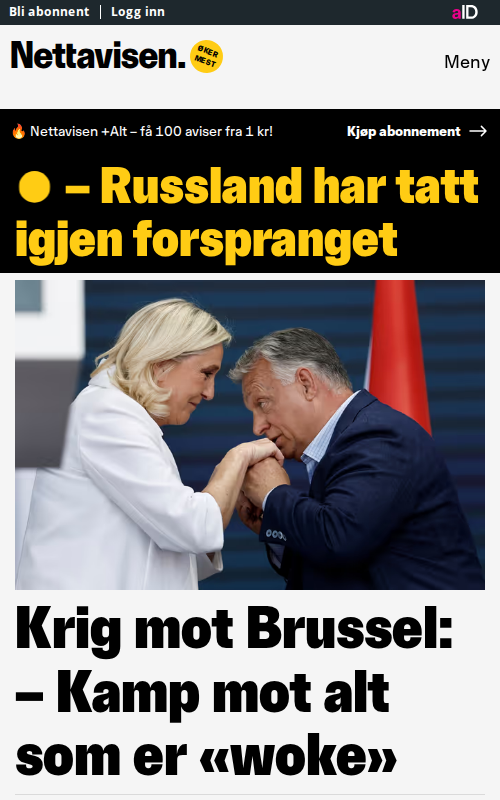 Bli abonnent | Logg inn
aID
Nettavisen.
ØKER
MEST
Meny
🔥 Nettavisen +Alt – få 100 aviser fra 1 kr!
Kjøp abonnement →
– Russland har tatt
igjen forspranget
Krig mot Brussel:
– Kamp mot alt
som er «woke»